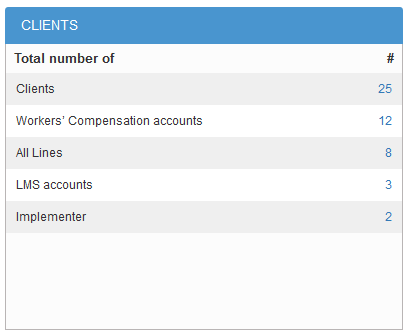 CLIENTS
Total number of #
Clients 25
Workers' Compensation accounts 12
All Lines 8
LMS accounts 3
Implementer 2